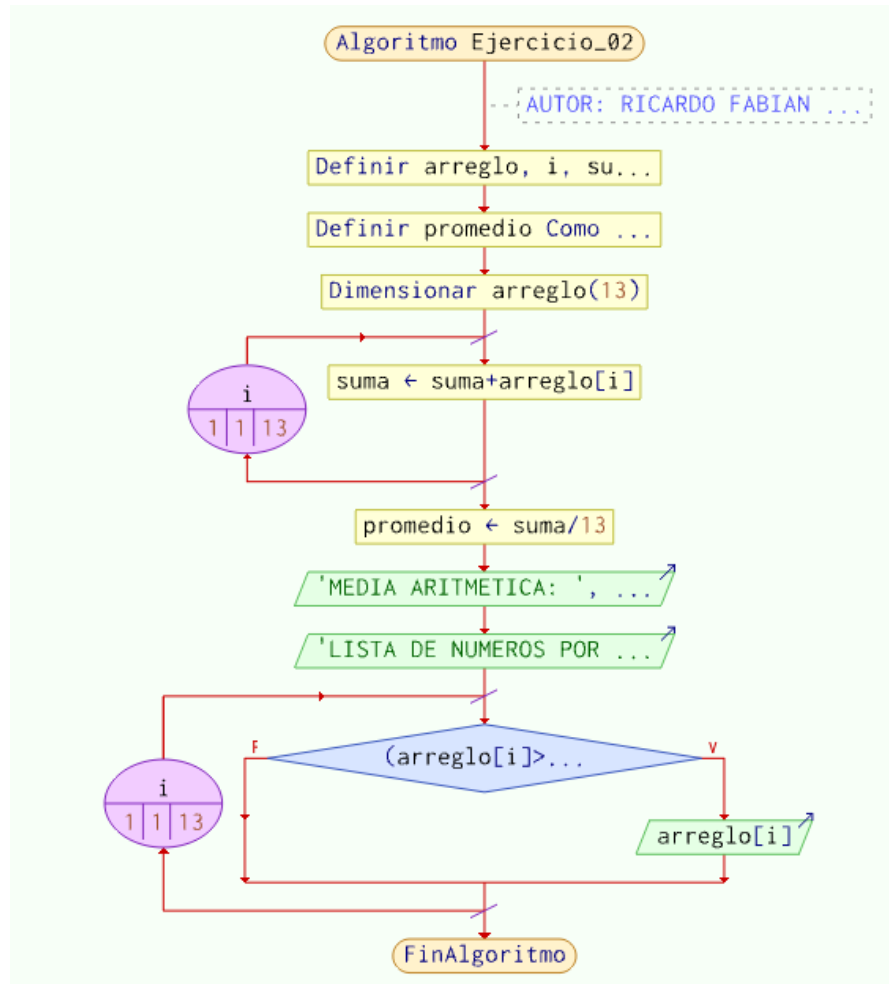 Algoritmo Ejercicio_02
AUTOR: RICARDO FABIAN ...
Definir arreglo, i, su...
Definir promedio Como ...
Dimensionar arreglo(13)
suma ← suma+arreglo[i]
i
1 1 13
promedio ← suma/13
'MEDIA ARITMETICA: ', ...
'LISTA DE NUMEROS POR ...
F
V
(arreglo[i]>...
i
1 1 13
arreglo[i]
FinAlgoritmo